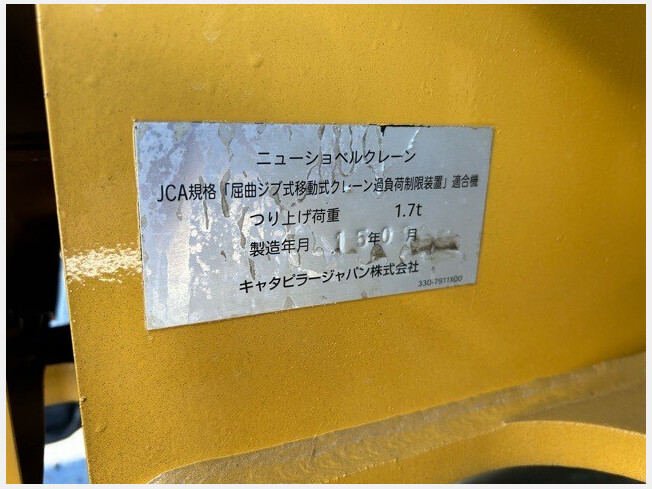 ニューショベルクレーン
JCA規格「屈曲ジブ式移動式クレーン過負荷制限装置」適合機
つり上げ荷重 1.7t
製造年月 15年0 月
キャタピラージャパン株式会社
330-7911X00